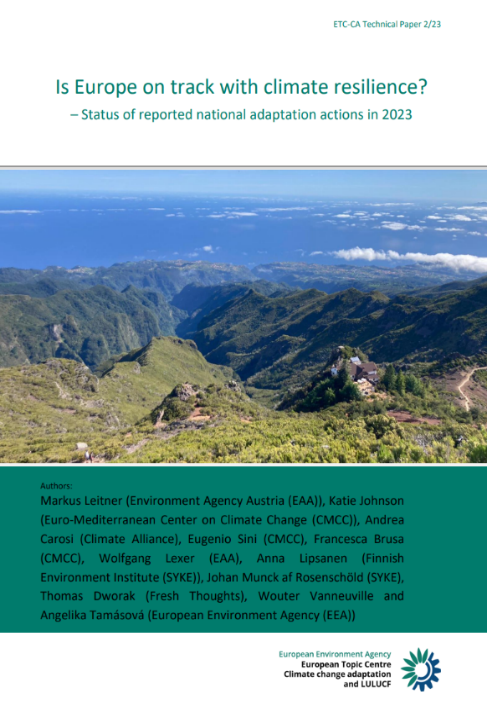 ETC-CA Technical Paper 2/23
Is Europe on track with climate resilience?
– Status of reported national adaptation actions in 2023
Authors:
Markus Leitner (Environment Agency Austria (EAA)), Katie Johnson
(Euro-Mediterranean Center on Climate Change (CMCC)), Andrea
Carosi (Climate Alliance), Eugenio Sini (CMCC), Francesca Brusa
(CMCC), Wolfgang Lexer (EAA), Anna Lipsanen (Finnish
Environment Institute (SYKE)), Johan Munck af Rosenschöld (SYKE),
Thomas Dworak (Fresh Thoughts), Wouter Vanneuville and
Angelika Tamásová (European Environment Agency (EEA))
European Environment Agency
European Topic Centre
Climate change adaptation
and LULUCF